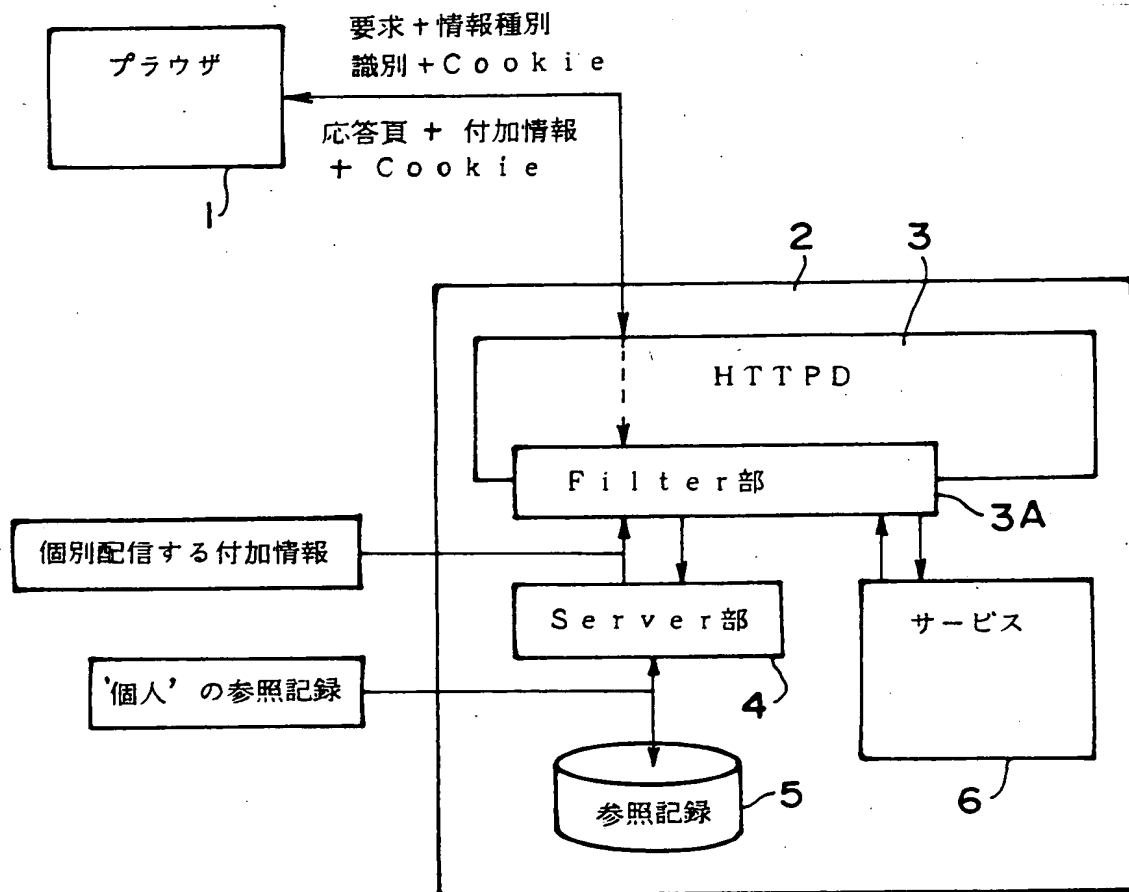 要求+情報種別
識別+Cookie
ブラウザ
応答頁 + 付加情報
+ Cookie
1
2
3
HTTPD
Filter部
3A
個別配信する付加情報
Server部
サービス
4
‘個人’の参照記録
5
参照記録
6